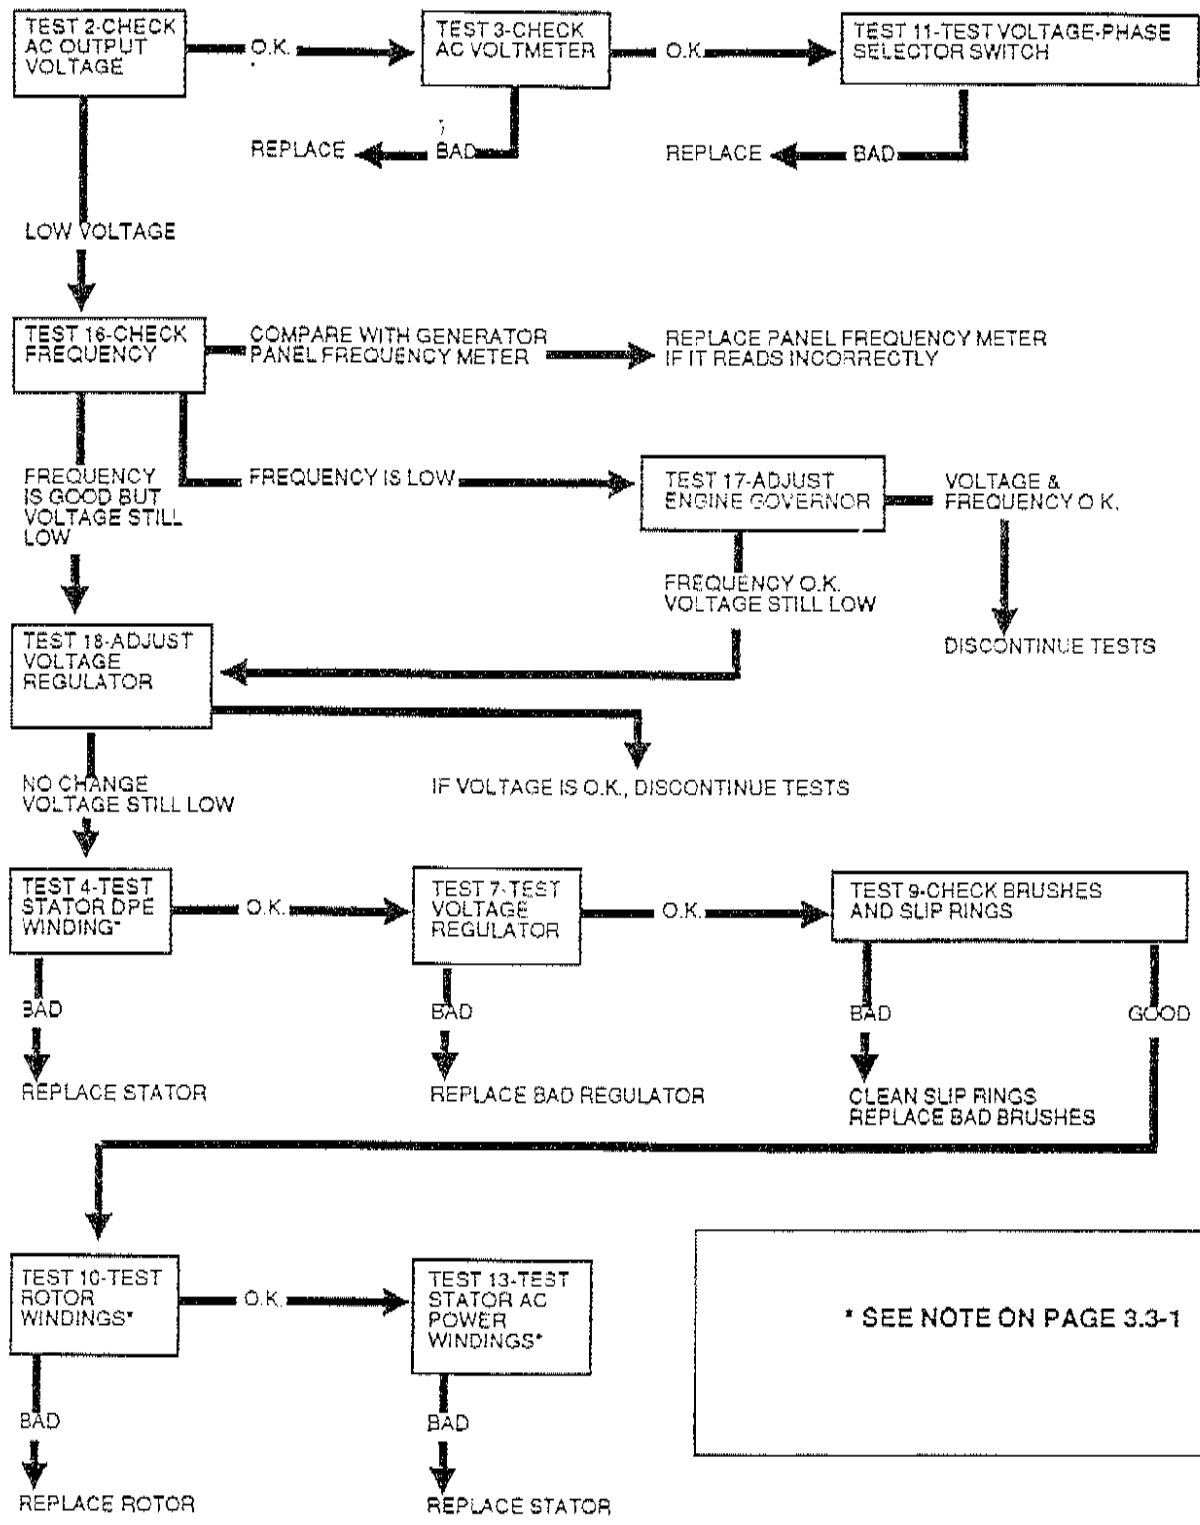 TEST 2-CHECK
AC OUTPUT
VOLTAGE
O.K.
TEST 3-CHECK
AC VOLTMETER
O.K.
TEST 11-TEST VOLTAGE-PHASE
SELECTOR SWITCH
REPLACE
BAD
REPLACE
BAD
LOW VOLTAGE
TEST 16-CHECK
FREQUENCY
COMPARE WITH GENERATOR
PANEL FREQUENCY METER
REPLACE PANEL FREQUENCY METER
IF IT READS INCORRECTLY
FREQUENCY
IS GOOD BUT
VOLTAGE STILL
LOW
FREQUENCY IS LOW
TEST 17-ADJUST
ENGINE GOVERNOR
VOLTAGE &
FREQUENCY O.K.
FREQUENCY O.K.
VOLTAGE STILL LOW
DISCONTINUE TESTS
TEST 18-ADJUST
VOLTAGE
REGULATOR
NO CHANGE
VOLTAGE STILL LOW
IF VOLTAGE IS O.K., DISCONTINUE TESTS
TEST 4-TEST
STATOR DPE
WINDING*
O.K.
TEST 7-TEST
VOLTAGE
REGULATOR
O.K.
TEST 9-CHECK BRUSHES
AND SLIP RINGS
BAD
BAD
BAD
GOOD
REPLACE STATOR
REPLACE BAD REGULATOR
CLEAN SLIP RINGS
REPLACE BAD BRUSHES
TEST 10-TEST
ROTOR
WINDINGS*
O.K.
TEST 13-TEST
STATOR AC
POWER
WINDINGS*
* SEE NOTE ON PAGE 3.3-1
BAD
BAD
REPLACE ROTOR
REPLACE STATOR